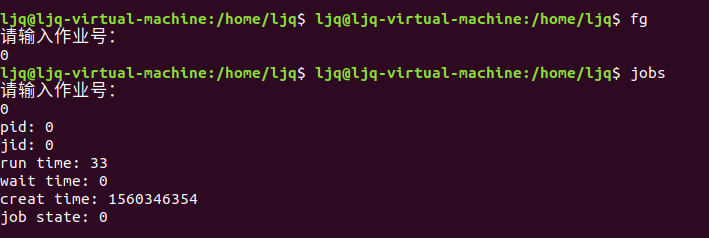 ljq@ljq-virtual-machine:/home/ljq$ ljq@ljq-virtual-machine:/home/ljq$ fg
请输入作业号:
0
ljq@ljq-virtual-machine:/home/ljq$ ljq@ljq-virtual-machine:/home/ljq$ jobs
请输入作业号:
0
pid: 0
jid: 0
run time: 33
wait time: 0
creat time: 1560346354
job state: 0